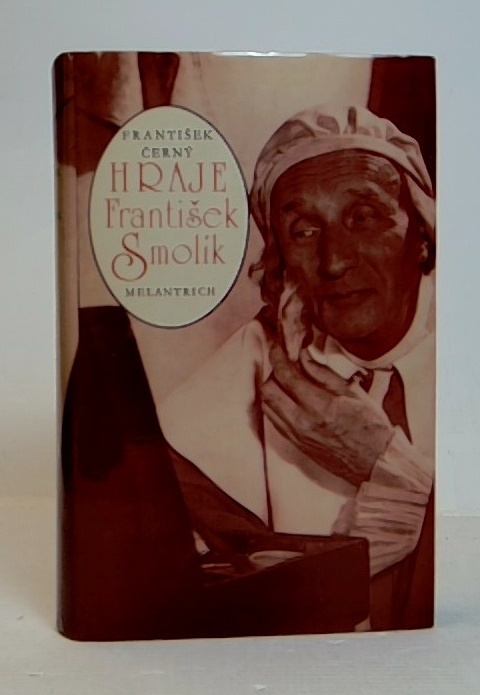 FRANTIŠEK
ČERNÝ
HRAJE
František
Smolík
MELANTRICH